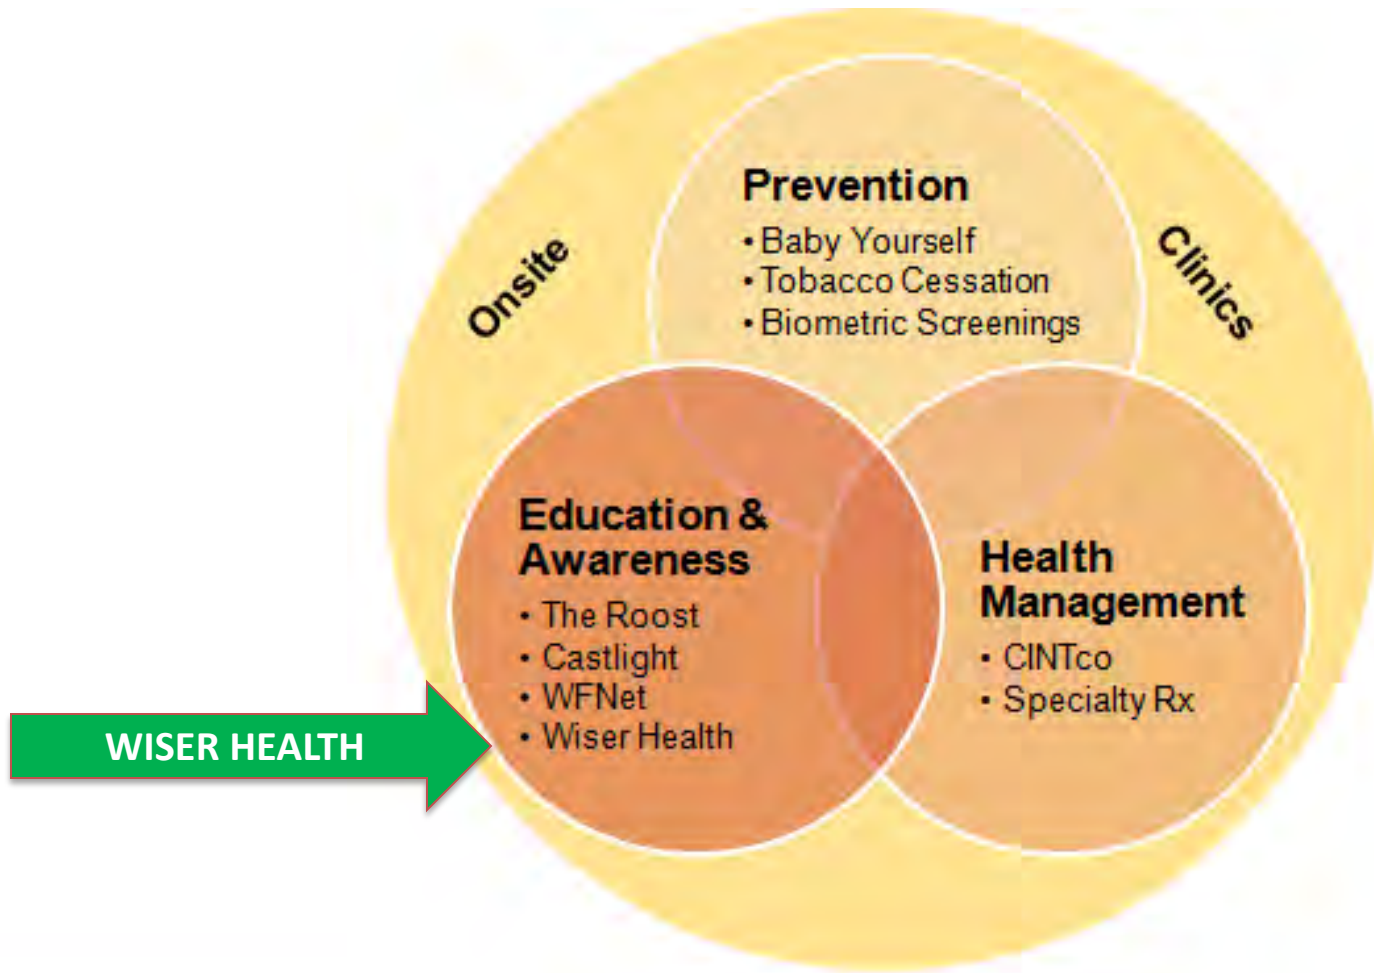 Onsite
Clinics
Prevention
• Baby Yourself
• Tobacco Cessation
• Biometric Screenings
Education &
Awareness
• The Roost
• Castlight
• WFNet
• Wiser Health
Health
Management
• CINTco
• Specialty Rx
WISER HEALTH